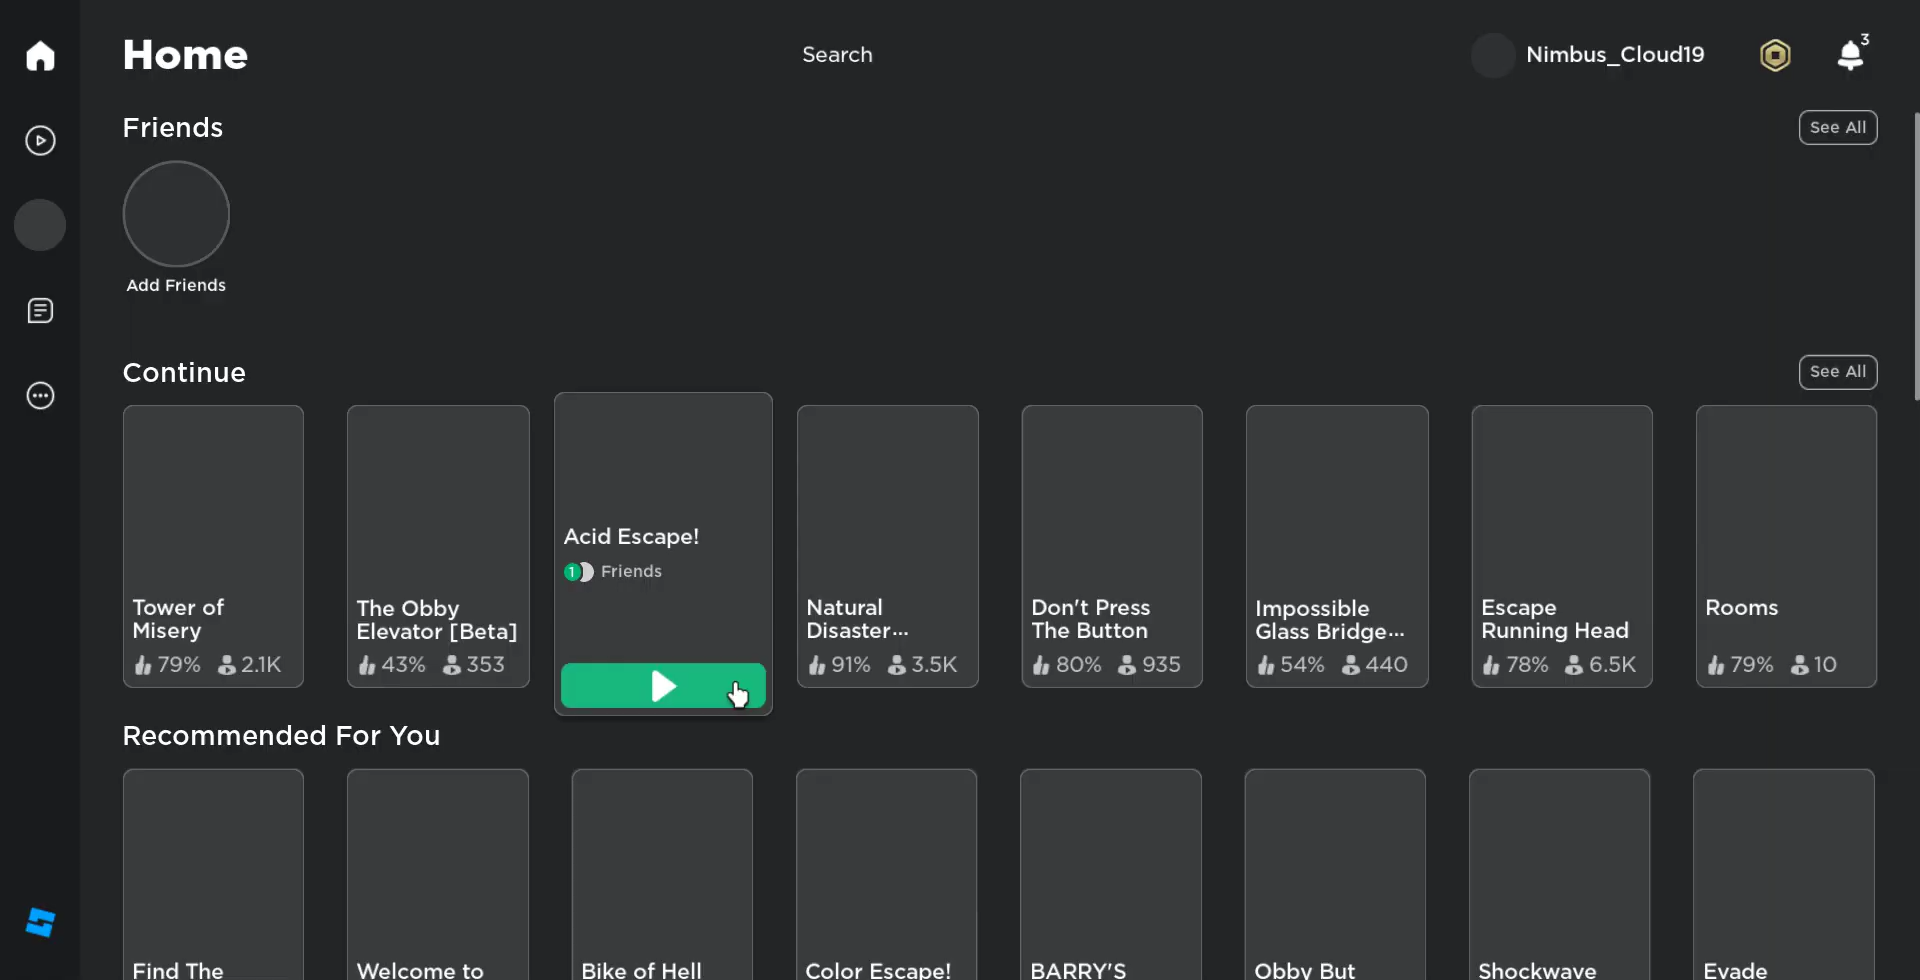 Home
Search
Nimbus_Cloud19
3
Friends
See All
Add Friends
Continue
See All
Tower of
Misery
79% 2.1K
The Obby
Elevator [Beta]
43% 353
Acid Escape!
1 Friends
Natural
Disaster...
91% 3.5K
Don't Press
The Button
80% 935
Impossible
Glass Bridge...
54% 440
Escape
Running Head
78% 6.5K
Rooms
79% 10
Recommended For You
Find The
Welcome to
Bike of Hell
Color Escape!
BARRY'S
Obby But
Shockwave
Evade